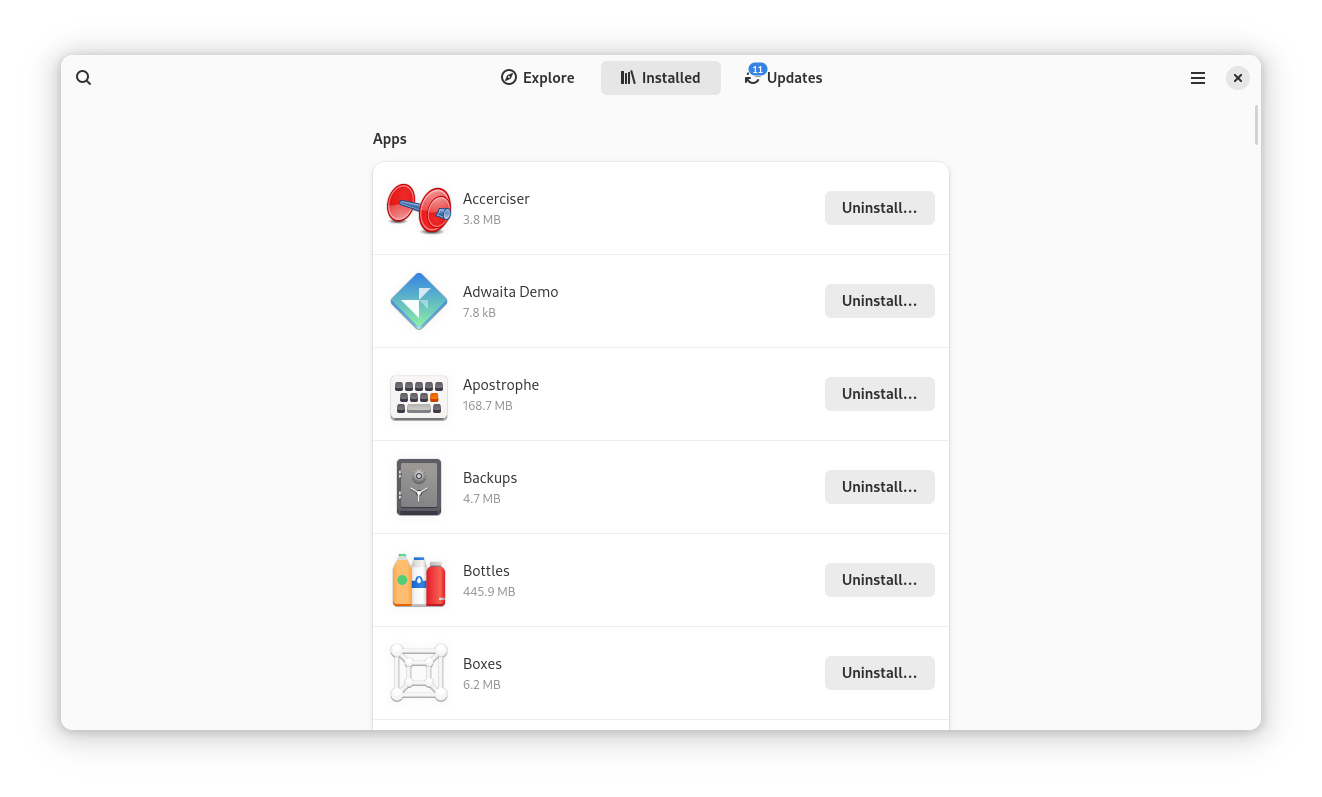 Explore
Installed
11
Updates
Apps
Accerciser
3.8 MB
Uninstall…
Adwaita Demo
7.8 kB
Uninstall…
Apostrophe
168.7 MB
Uninstall…
Backups
4.7 MB
Uninstall…
Bottles
445.9 MB
Uninstall…
Boxes
6.2 MB
Uninstall…